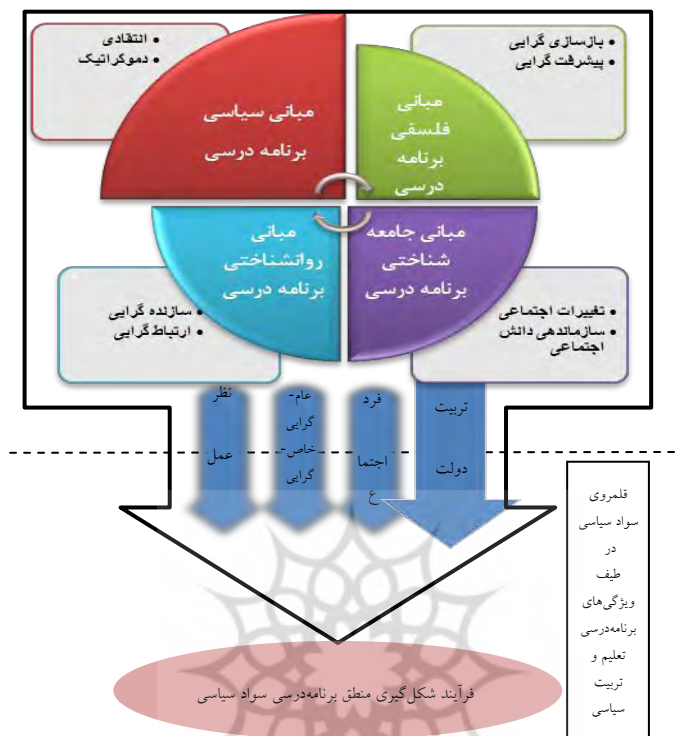 • بازسازی گرایی
• پیشرفت گرایی
• انتقادی
• دموکراتیک
مبانی
فلسفی
برنامه
درسی
مبانی سیاسی
برنامه درسی
مبانی جامعه
شناختی
برنامه درسی
مبانی
روانشناختی
برنامه درسی
• تغییرات اجتماعی
• سازماندهی دانش
اجتماعی
• سازنده گرایی
• ارتباط گرایی
تربیت
دولت
فرد
اجتما
ع
عام-
گرایی
خاص-
گرایی
نظر
عمل
قلمروی
سواد سیاسی
در
طیف
ویژگی‌های
برنامه‌درسی
تعلیم و
تربیت
سیاسی
فرآیند شکل‌گیری منطق برنامه‌درسی سواد سیاسی